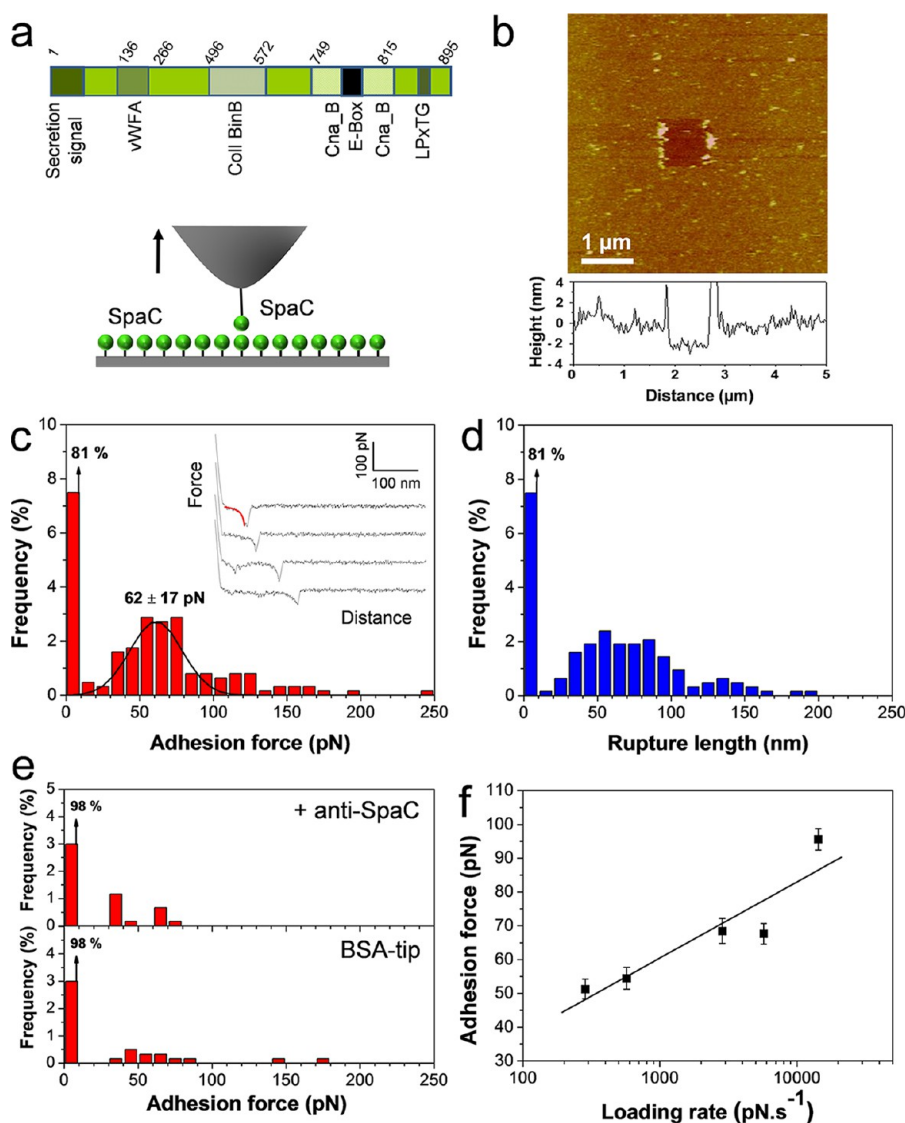 a
1
136
266
496
572
749
815
895
Secretion
signal
vWFA
Coll BinB
Cna_B
E-Box
Cna_B
LPxTG
SpaC
SpaC
b
1 µm
Height (nm)
4
2
0
- 2
- 4
0
1
2
3
4
5
Distance (µm)
c
Frequency (%)
10
8
6
4
2
0
81 %
62 ± 17 pN
Force
100 pN
100 nm
Distance
0
50
100
150
200
250
Adhesion force (pN)
d
Frequency (%)
10
8
6
4
2
0
81 %
0
50
100
150
200
250
Rupture length (nm)
e
Frequency (%)
5
4
3
2
1
0
98 %
+ anti-SpaC
Frequency (%)
4
3
2
1
0
98 %
BSA-tip
0
50
100
150
200
250
Adhesion force (pN)
f
Adhesion force (pN)
110
100
90
80
70
60
50
40
30
100
1000
10000
Loading rate (pN.s⁻¹)